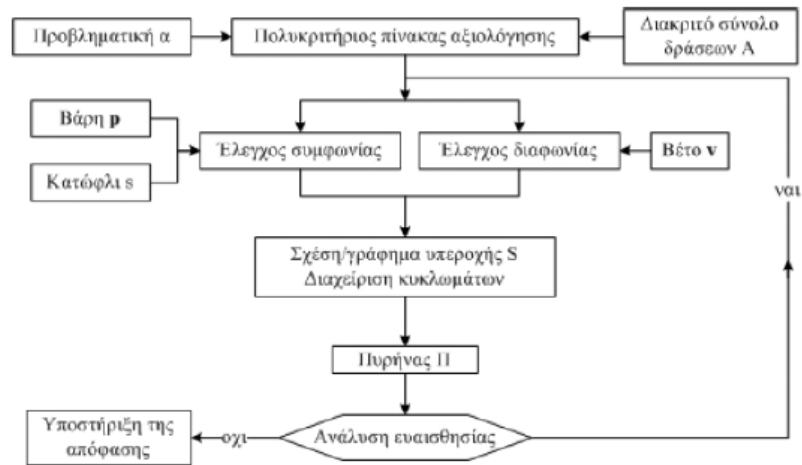 Προβληματική α
Πολυκριτήριος πίνακας αξιολόγησης
Διακριτό σύνολο
δράσεων Α
Βάρη p
Κατώφλι s
Έλεγχος συμφωνίας
Έλεγχος διαφωνίας
Βέτο v
ναι
Σχέση/γράφημα υπεροχής S
Διαχείριση κυκλωμάτων
Πυρήνας Π
Υποστήριξη της
απόφασης
οχι
Ανάλυση ευαισθησίας